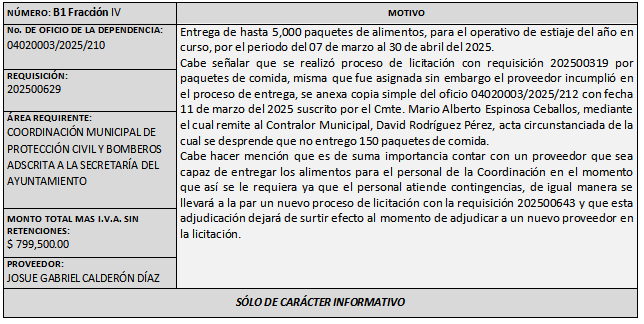 NÚMERO: B1 Fracción IV
No. DE OFICIO DE LA DEPENDENCIA:
04020003/2025/210
REQUISICIÓN:
202500629
ÁREA REQUIRENTE:
COORDINACIÓN MUNICIPAL DE
PROTECCIÓN CIVIL Y BOMBEROS
ADSCRITA A LA SECRETARÍA DEL
AYUNTAMIENTO
MONTO TOTAL MAS I.V.A. SIN
RETENCIONES:
$ 799,500.00
PROVEEDOR:
JOSUE GABRIEL CALDERÓN DÍAZ
MOTIVO
Entrega de hasta 5,000 paquetes de alimentos, para el operativo de estiaje del año en
curso, por el periodo del 07 de marzo al 30 de abril del 2025.
Cabe señalar que se realizó proceso de licitación con requisición 202500319 por
paquetes de comida, misma que fue asignada sin embargo el proveedor incumplió en
el proceso de entrega, se anexa copia simple del oficio 04020003/2025/212 con fecha
11 de marzo del 2025 suscrito por el Cmte. Mario Alberto Espinosa Ceballos, mediante
el cual remite al Contralor Municipal, David Rodríguez Pérez, acta circunstanciada de la
cual se desprende que no entrego 150 paquetes de comida.
Cabe hacer mención que es de suma importancia contar con un proveedor que sea
capaz de entregar los alimentos para el personal de la Coordinación en el momento
que así se le requiera ya que el personal atiende contingencias, de igual manera se
llevará a la par un nuevo proceso de licitación con la requisición 202500643 y que esta
adjudicación dejará de surtir efecto al momento de adjudicar a un nuevo proveedor en
la licitación.
SÓLO DE CARÁCTER INFORMATIVO